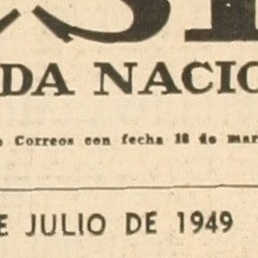 DA NACIO
Correos con fecha 18 de mar
E JULIO DE 1949